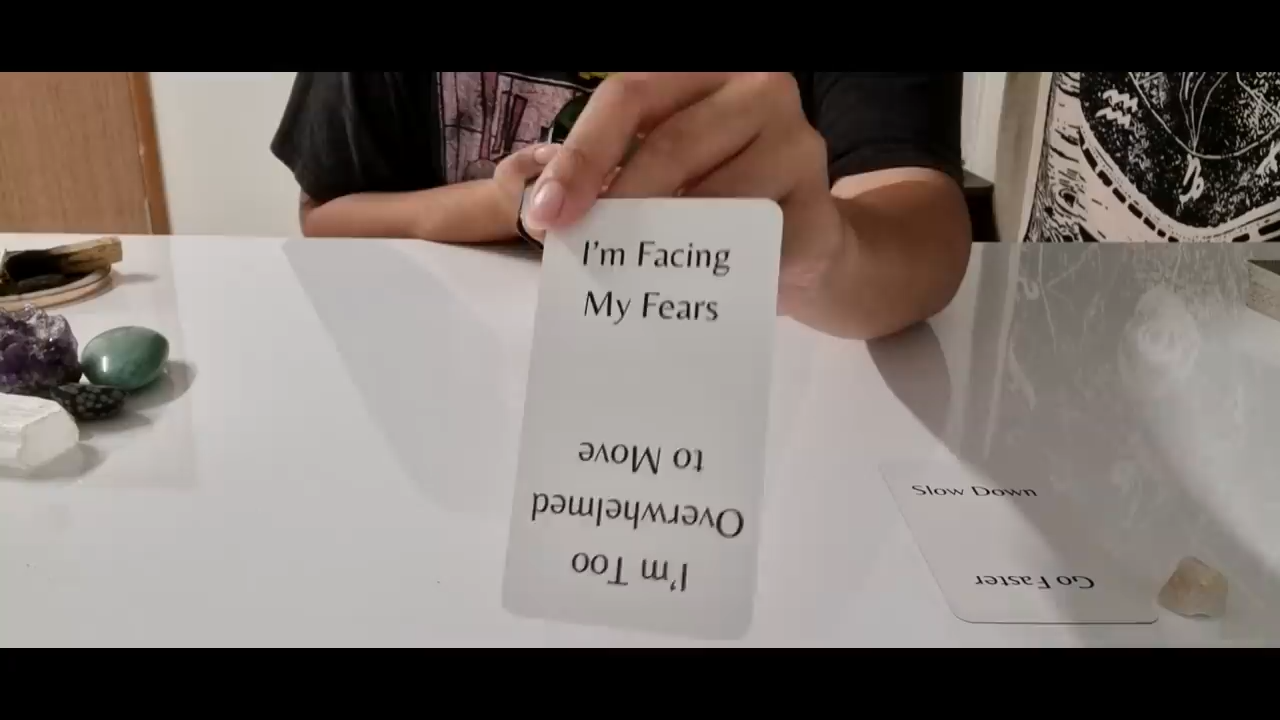 I'm Facing
My Fears
I'm Too
Overwhelmed
to Move
Slow Down
Go Faster